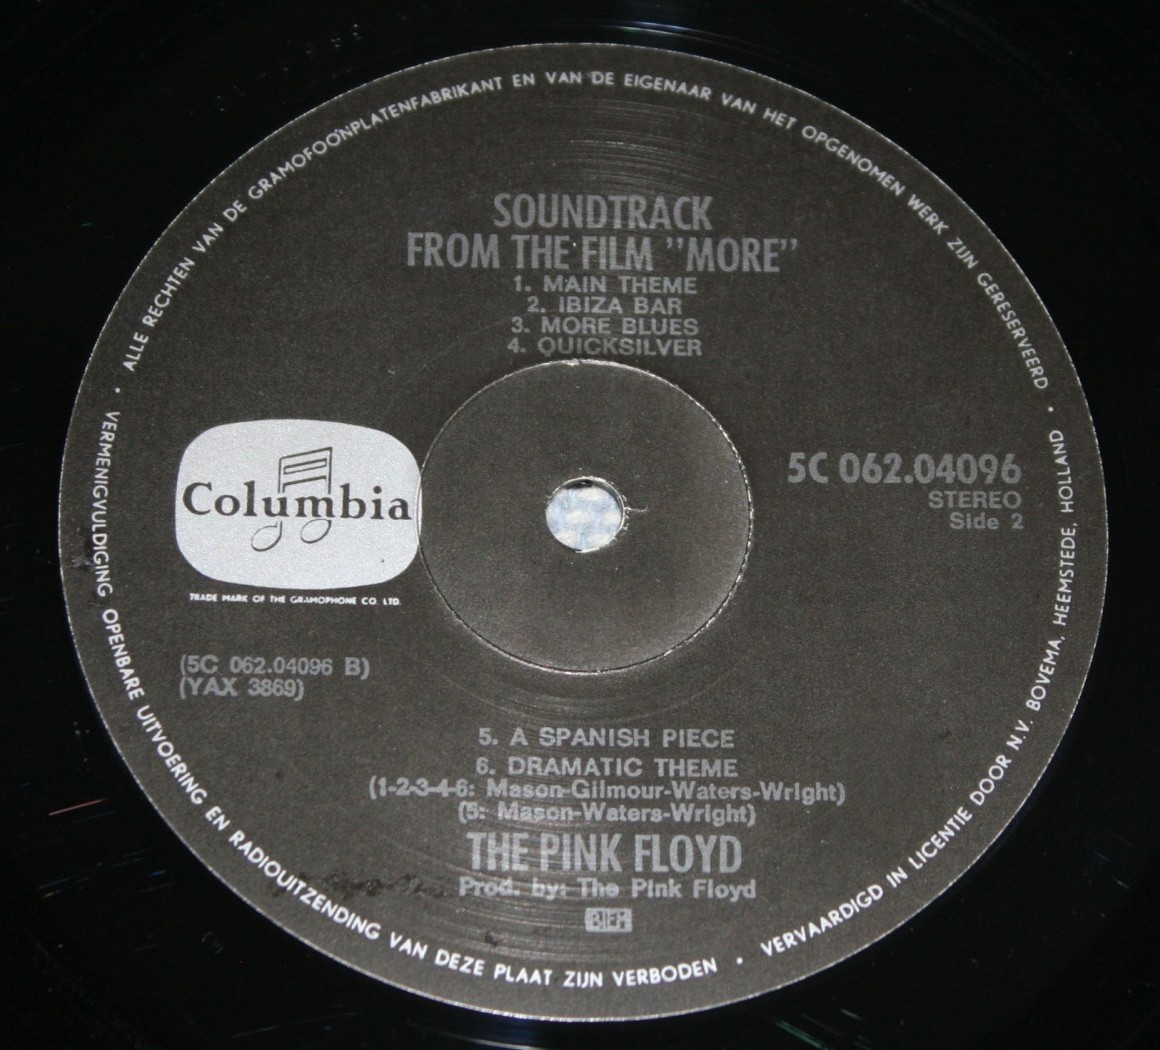 ALLE RECHTEN VAN DE GRAMOFOONPLATENFABRIKANT EN VAN DE EIGENAAR VAN HET OPGENOMEN WERK ZIJN GERESERVEERD •
SOUNDTRACK
FROM THE FILM "MORE"
1. MAIN THEME
2. IBIZA BAR
3. MORE BLUES
4. QUICKSILVER
Columbia
TRADE MARK OF THE GRAMOPHONE CO. LTD.
5C 062.04096
STEREO
Side 2
(5C 062.04096 B)
(YAX 3869)
5. A SPANISH PIECE
6. DRAMATIC THEME
(1-2-3-4-6: Mason-Gilmour-Waters-Wright)
(5: Mason-Waters-Wright)
THE PINK FLOYD
Prod. by: The Pink Floyd
BIEM
VERVAARDIGD IN LICENTIE DOOR N.V. BOVEMA, HEEMSTEDE, HOLLAND •
VERMENIGVULDIGING OPENBARE UITVOERING EN RADIOUITZENDING VAN DEZE PLAAT ZIJN VERBODEN •